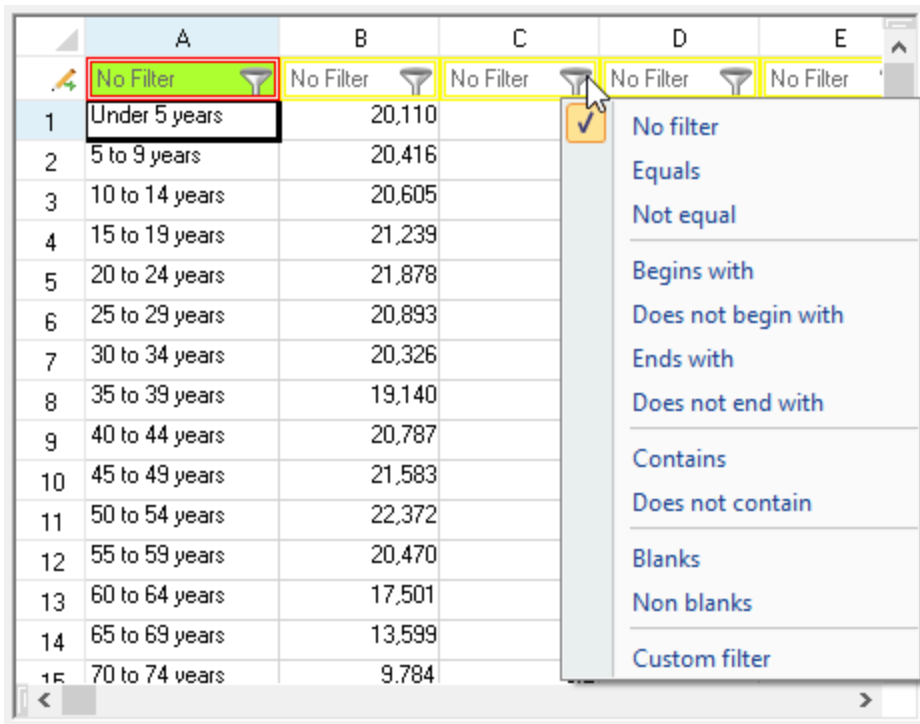 A B C D E
No Filter No Filter No Filter No Filter No Filter
1 Under 5 years 20,110
2 5 to 9 years 20,416
3 10 to 14 years 20,605
4 15 to 19 years 21,239
5 20 to 24 years 21,878
6 25 to 29 years 20,893
7 30 to 34 years 20,326
8 35 to 39 years 19,140
9 40 to 44 years 20,787
10 45 to 49 years 21,583
11 50 to 54 years 22,372
12 55 to 59 years 20,470
13 60 to 64 years 17,501
14 65 to 69 years 13,599
15 70 to 74 years 9,784
No filter
Equals
Not equal
Begins with
Does not begin with
Ends with
Does not end with
Contains
Does not contain
Blanks
Non blanks
Custom filter